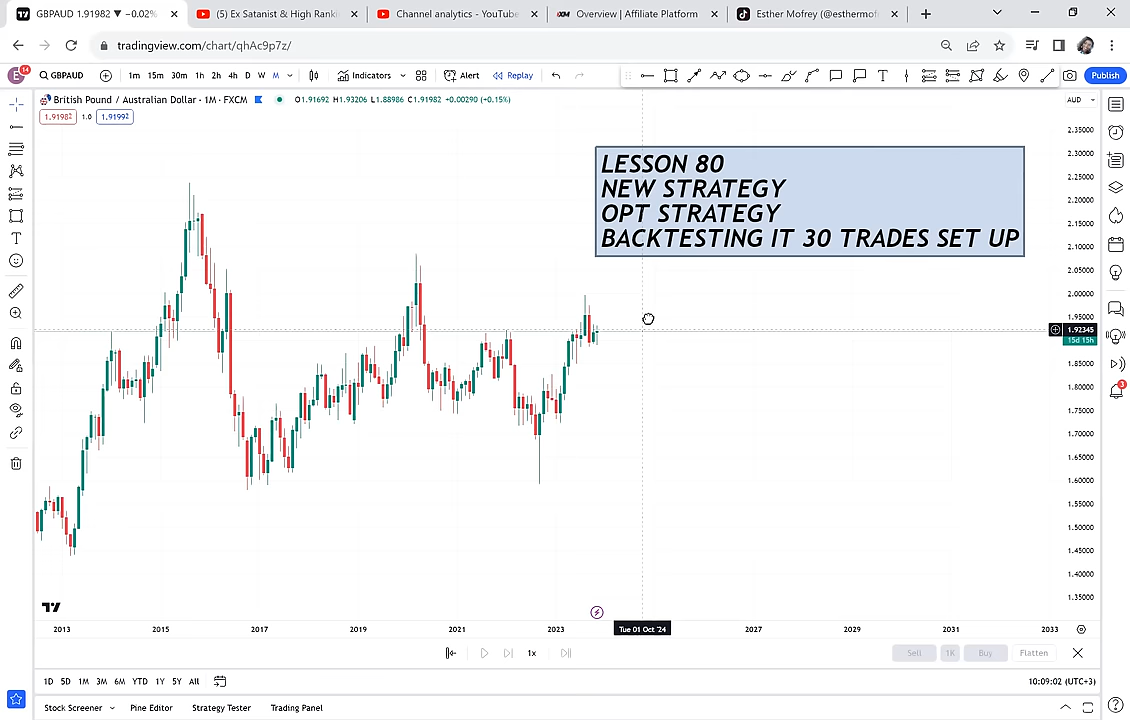 GBPAUD 1.91982 ▼ −0.02%
(5) Ex Satanist & High Ranki
Channel analytics - YouTube
Overview | Affiliate Platform
Esther Mofrey (@esthermof
tradingview.com/chart/qhAc9p7z/
E 14 GBPAUD 1m 15m 30m 1h 2h 4h D W M Indicators Alert Replay Publish
British Pound / Australian Dollar · 1M · FXCM O1.91692 H1.93206 L1.88986 C1.91982 +0.00290 (+0.15%)
AUD
1.91982 1.0 1.91992
LESSON 80
NEW STRATEGY
OPT STRATEGY
BACKTESTING IT 30 TRADES SET UP
2.35000
2.30000
2.25000
2.20000
2.15000
2.10000
2.05000
2.00000
1.95000
1.92345
15d 15h
1.85000
1.80000
1.75000
1.70000
1.65000
1.60000
1.55000
1.50000
1.45000
1.40000
1.35000
3
2013 2015 2017 2019 2021 2023 Tue 01 Oct '24 2027 2029 2031 2033
1x Sell 1K Buy Flatten
1D 5D 1M 3M 6M YTD 1Y 5Y All 10:09:02 (UTC+3)
Stock Screener Pine Editor Strategy Tester Trading Panel